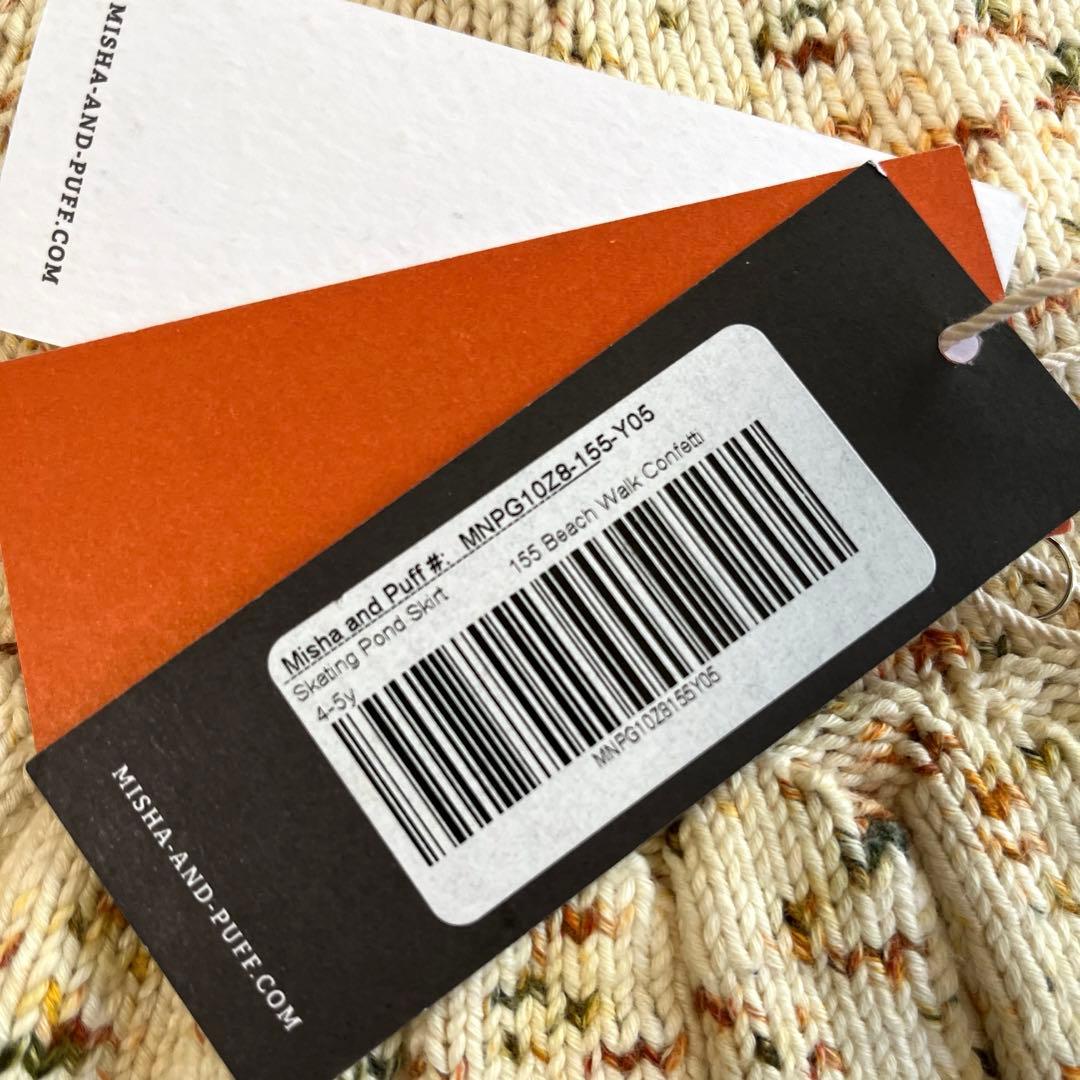 MISHA-AND-PUFF.COM
Misha and Puff #: MNPG10Z8-155-Y05
Skating Pond Skirt 155 Beach Walk Confetti
4-5y
MNPG10Z8155Y05
MISHA-AND-PUFF.COM